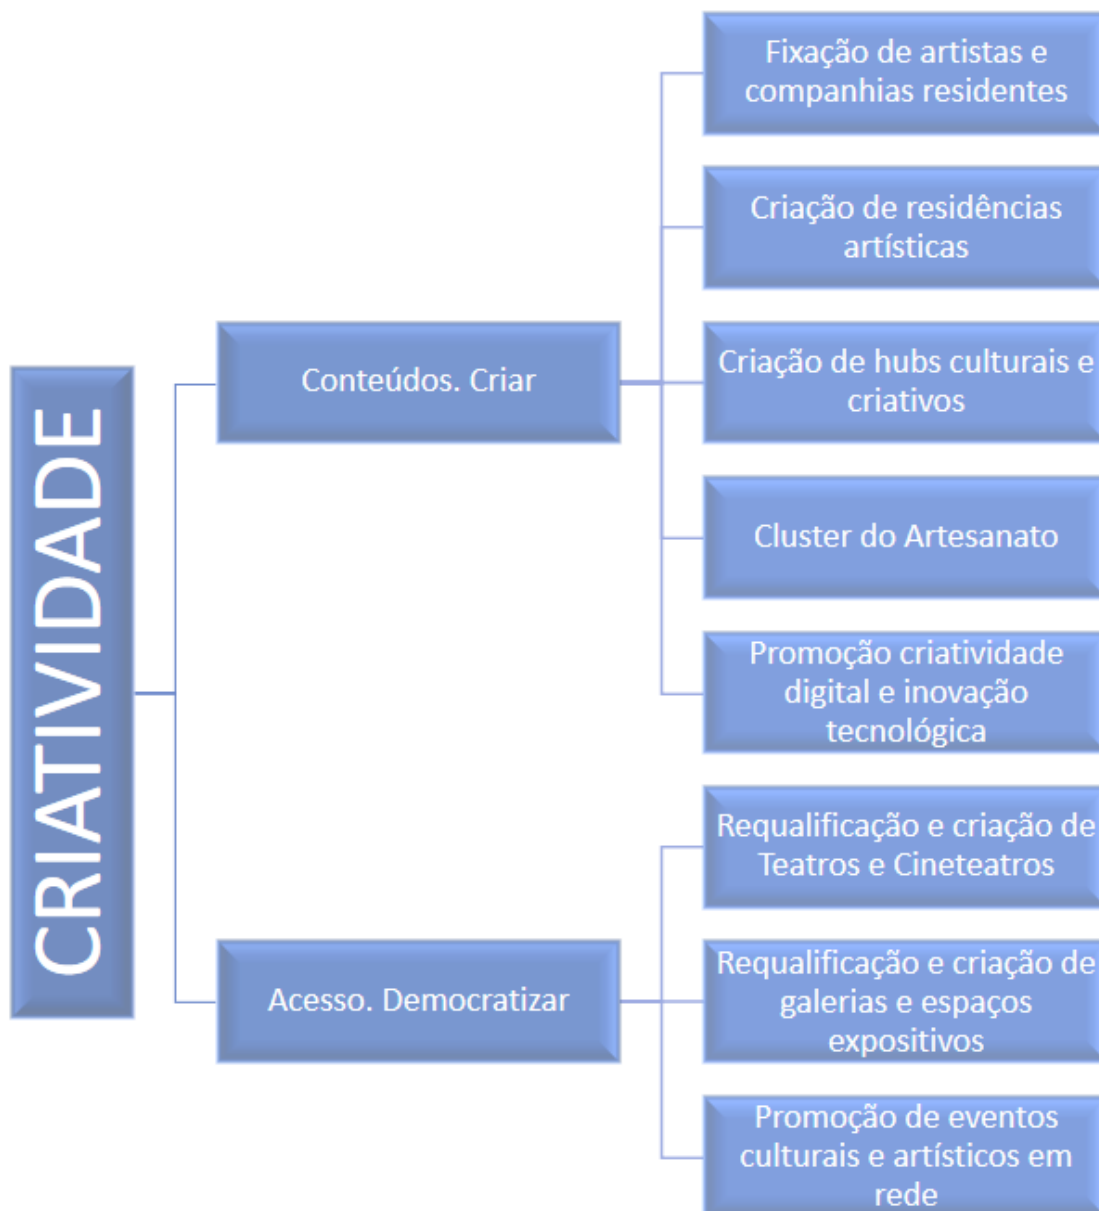 CRIATIVIDADE
Conteúdos. Criar
Fixação de artistas e
companhias residentes
Criação de residências
artísticas
Criação de hubs culturais e
criativos
Cluster do Artesanato
Promoção criatividade
digital e inovação
tecnológica
Acesso. Democratizar
Requalificação e criação de
Teatros e Cineteatros
Requalificação e criação de
galerias e espaços
expositivos
Promoção de eventos
culturais e artísticos em
rede